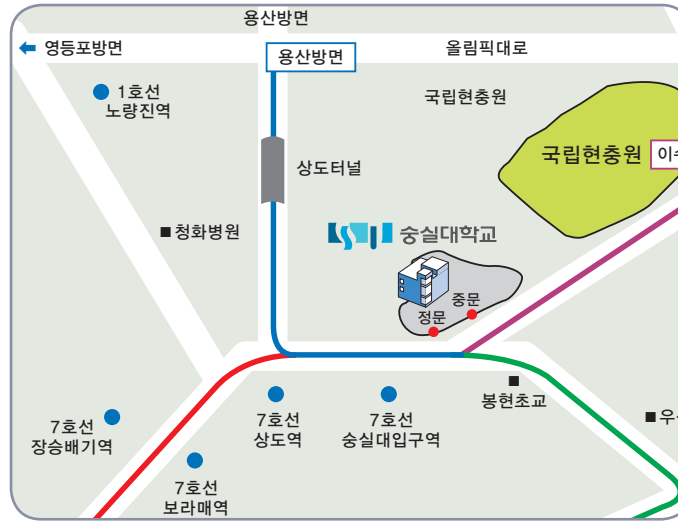 용산방면
영등포방면
용산방면
올림픽대로
1호선
노량진역
국립현충원
국립현충원
상도터널
청화병원
숭실대학교
중문
정문
봉현초교
7호선
장승배기역
7호선
상도역
7호선
숭실대입구역
7호선
보라매역